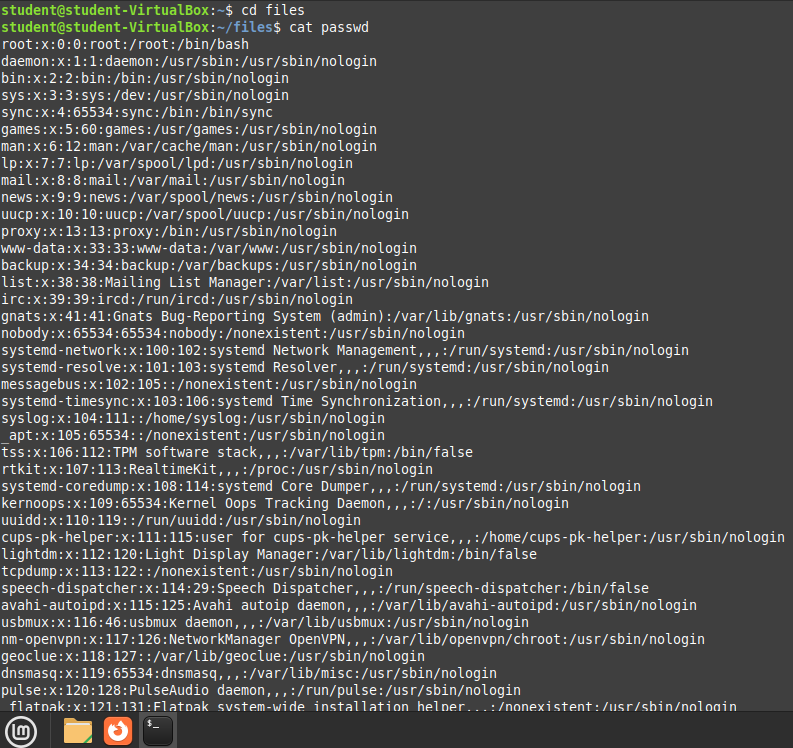 student@student-VirtualBox:~$ cd files
student@student-VirtualBox:~/files$ cat passwd
root:x:0:0:root:/root:/bin/bash
daemon:x:1:1:daemon:/usr/sbin:/usr/sbin/nologin
bin:x:2:2:bin:/bin:/usr/sbin/nologin
sys:x:3:3:sys:/dev:/usr/sbin/nologin
sync:x:4:65534:sync:/bin:/bin/sync
games:x:5:60:games:/usr/games:/usr/sbin/nologin
man:x:6:12:man:/var/cache/man:/usr/sbin/nologin
lp:x:7:7:lp:/var/spool/lpd:/usr/sbin/nologin
mail:x:8:8:mail:/var/mail:/usr/sbin/nologin
news:x:9:9:news:/var/spool/news:/usr/sbin/nologin
uucp:x:10:10:uucp:/var/spool/uucp:/usr/sbin/nologin
proxy:x:13:13:proxy:/bin:/usr/sbin/nologin
www-data:x:33:33:www-data:/var/www:/usr/sbin/nologin
backup:x:34:34:backup:/var/backups:/usr/sbin/nologin
list:x:38:38:Mailing List Manager:/var/list:/usr/sbin/nologin
irc:x:39:39:ircd:/run/ircd:/usr/sbin/nologin
gnats:x:41:41:Gnats Bug-Reporting System (admin):/var/lib/gnats:/usr/sbin/nologin
nobody:x:65534:65534:nobody:/nonexistent:/usr/sbin/nologin
systemd-network:x:100:102:systemd Network Management,,,:/run/systemd:/usr/sbin/nologin
systemd-resolve:x:101:103:systemd Resolver,,,:/run/systemd:/usr/sbin/nologin
messagebus:x:102:105::/nonexistent:/usr/sbin/nologin
systemd-timesync:x:103:106:systemd Time Synchronization,,,:/run/systemd:/usr/sbin/nologin
syslog:x:104:111::/home/syslog:/usr/sbin/nologin
_apt:x:105:65534::/nonexistent:/usr/sbin/nologin
tss:x:106:112:TPM software stack,,,:/var/lib/tpm:/bin/false
rtkit:x:107:113:RealtimeKit,,,:/proc:/usr/sbin/nologin
systemd-coredump:x:108:114:systemd Core Dumper,,,:/run/systemd:/usr/sbin/nologin
kernoops:x:109:65534:Kernel Oops Tracking Daemon,,,:/:/usr/sbin/nologin
uuidd:x:110:119::/run/uuidd:/usr/sbin/nologin
cups-pk-helper:x:111:115:user for cups-pk-helper service,,,:/home/cups-pk-helper:/usr/sbin/nologin
lightdm:x:112:120:Light Display Manager:/var/lib/lightdm:/bin/false
tcpdump:x:113:122::/nonexistent:/usr/sbin/nologin
speech-dispatcher:x:114:29:Speech Dispatcher,,,:/run/speech-dispatcher:/bin/false
avahi-autoipd:x:115:125:Avahi autoip daemon,,,:/var/lib/avahi-autoipd:/usr/sbin/nologin
usbmux:x:116:46:usbmux daemon,,,:/var/lib/usbmux:/usr/sbin/nologin
nm-openvpn:x:117:126:NetworkManager OpenVPN,,,:/var/lib/openvpn/chroot:/usr/sbin/nologin
geoclue:x:118:127::/var/lib/geoclue:/usr/sbin/nologin
dnsmasq:x:119:65534:dnsmasq,,,:/var/lib/misc:/usr/sbin/nologin
pulse:x:120:128:PulseAudio daemon,,,:/run/pulse:/usr/sbin/nologin
flatpak:x:121:131:Flatpak system-wide installation helper,,,:/nonexistent:/usr/sbin/nologin